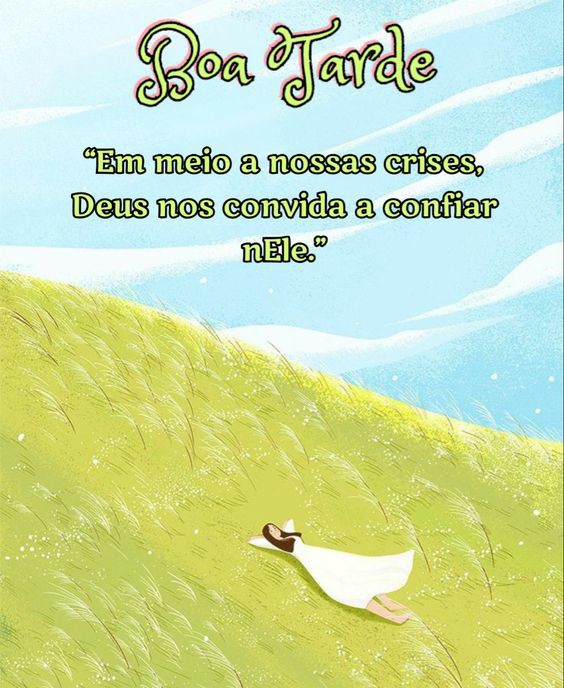 Boa Tarde
“Em meio a nossas crises,
Deus nos convida a confiar
nEle.”